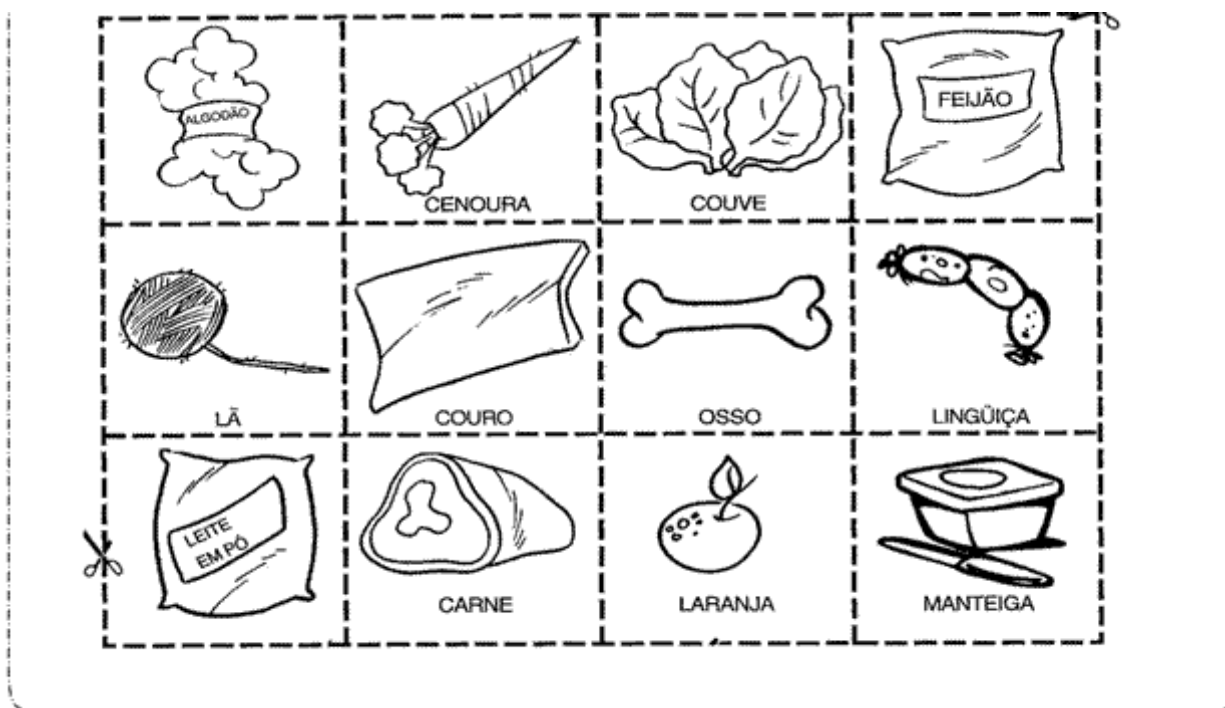 ALGODÃO
CENOURA
COUVE
FEIJÃO
LÃ
COURO
OSSO
LINGÜIÇA
LEITE
EM PÓ
CARNE
LARANJA
MANTEIGA